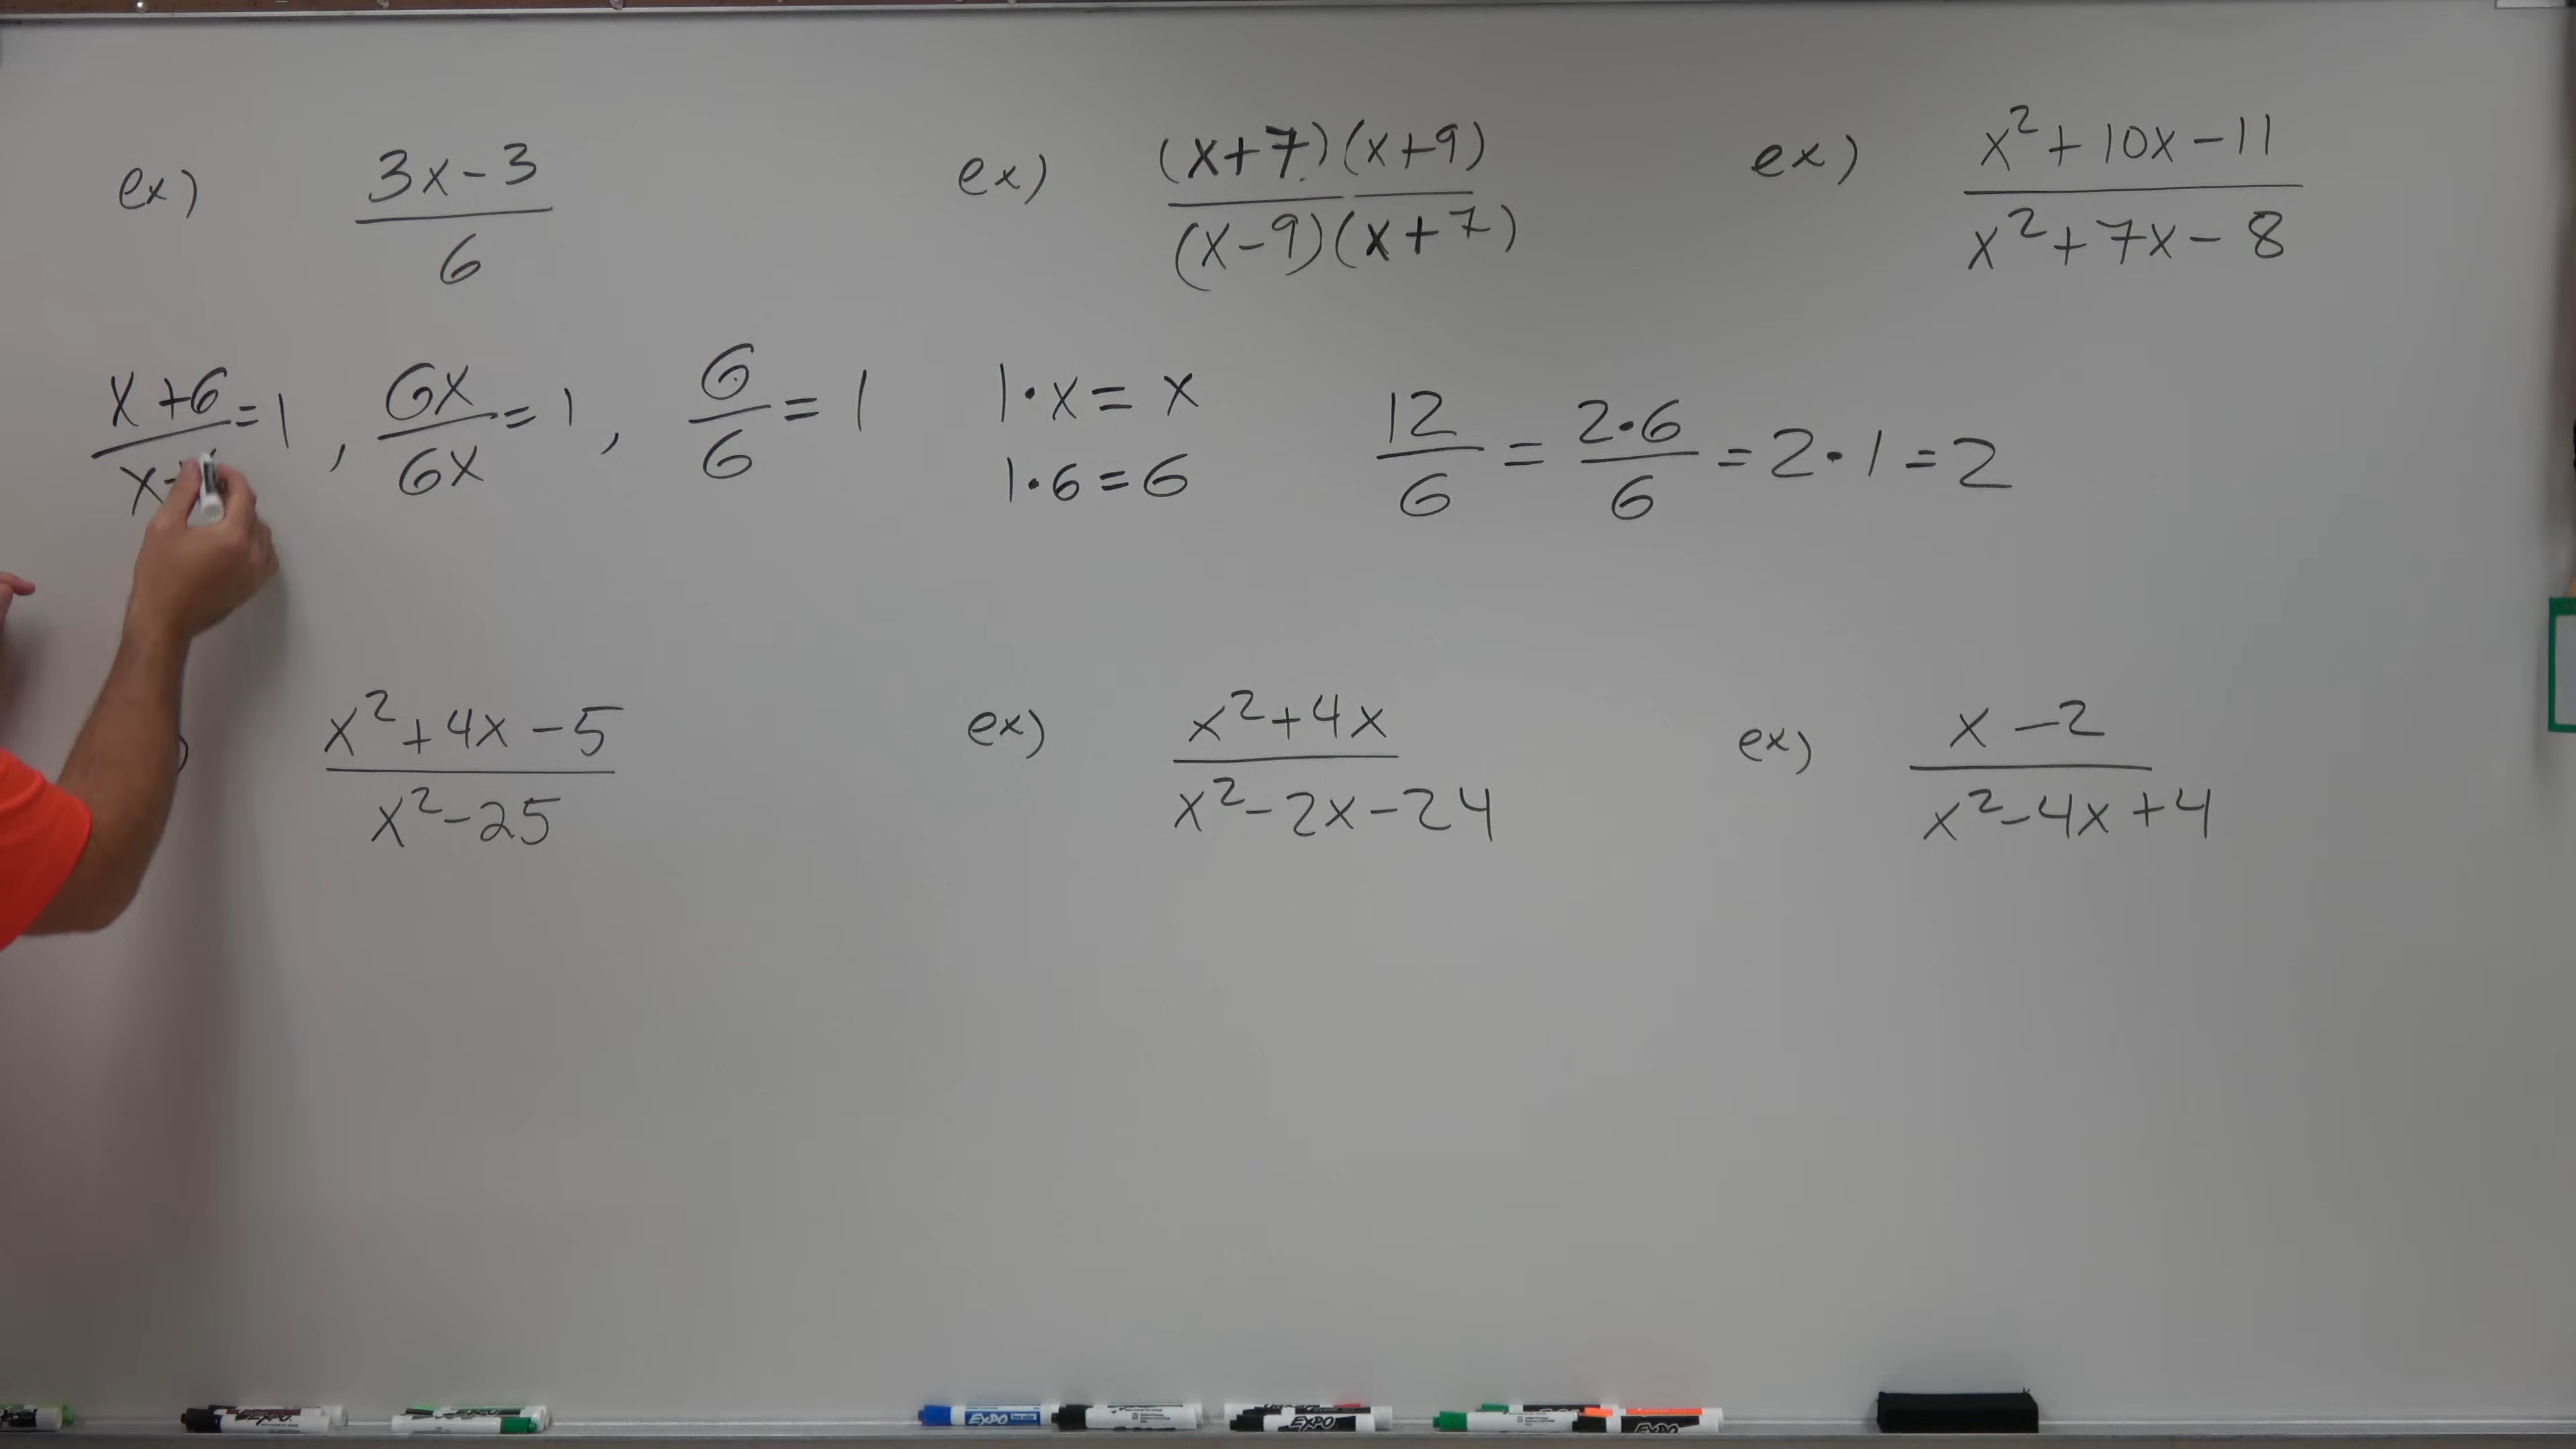 ex) (3x-3)/6
ex) ((x+7)(x+9))/((x-9)(x+7))
ex) (x²+10x-11)/(x²+7x-8)
(x+6)/(x+ =1 , 6x/6x =1 , 6/6 = 1
1·x = x
1·6 = 6
12/6 = (2·6)/6 = 2·1 = 2
) (x²+4x-5)/(x²-25)
ex) (x²+4x)/(x²-2x-24)
ex) (x-2)/(x²-4x+4)
EXPO
EXPO
EXPO
EXPO